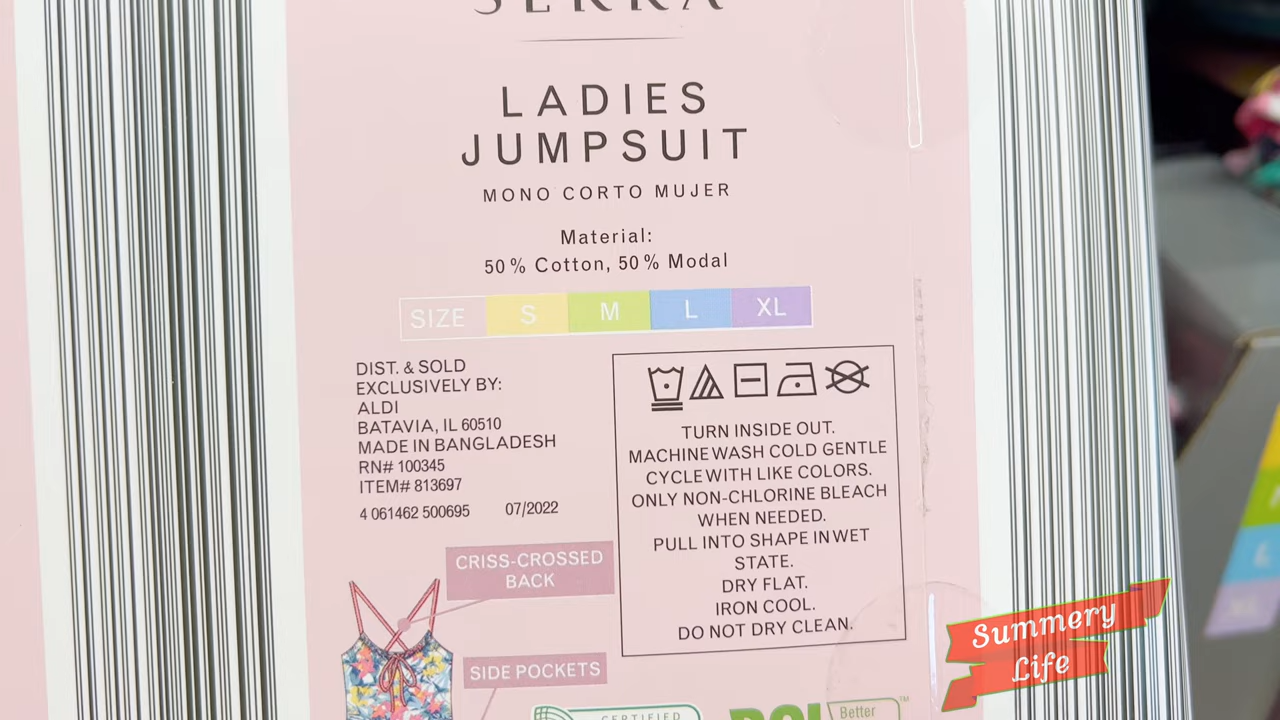 SERRA
LADIES
JUMPSUIT
MONO CORTO MUJER
Material:
50% Cotton, 50% Modal
SIZE S M L XL
DIST. & SOLD
EXCLUSIVELY BY:
ALDI
BATAVIA, IL 60510
MADE IN BANGLADESH
RN# 100345
ITEM# 813697
4 061462 500695 07/2022
TURN INSIDE OUT.
MACHINE WASH COLD GENTLE
CYCLE WITH LIKE COLORS.
ONLY NON-CHLORINE BLEACH
WHEN NEEDED.
PULL INTO SHAPE IN WET
STATE.
DRY FLAT.
IRON COOL.
DO NOT DRY CLEAN.
CRISS-CROSSED
BACK
SIDE POCKETS
CERTIFIED
BCI Better
Summery
Life